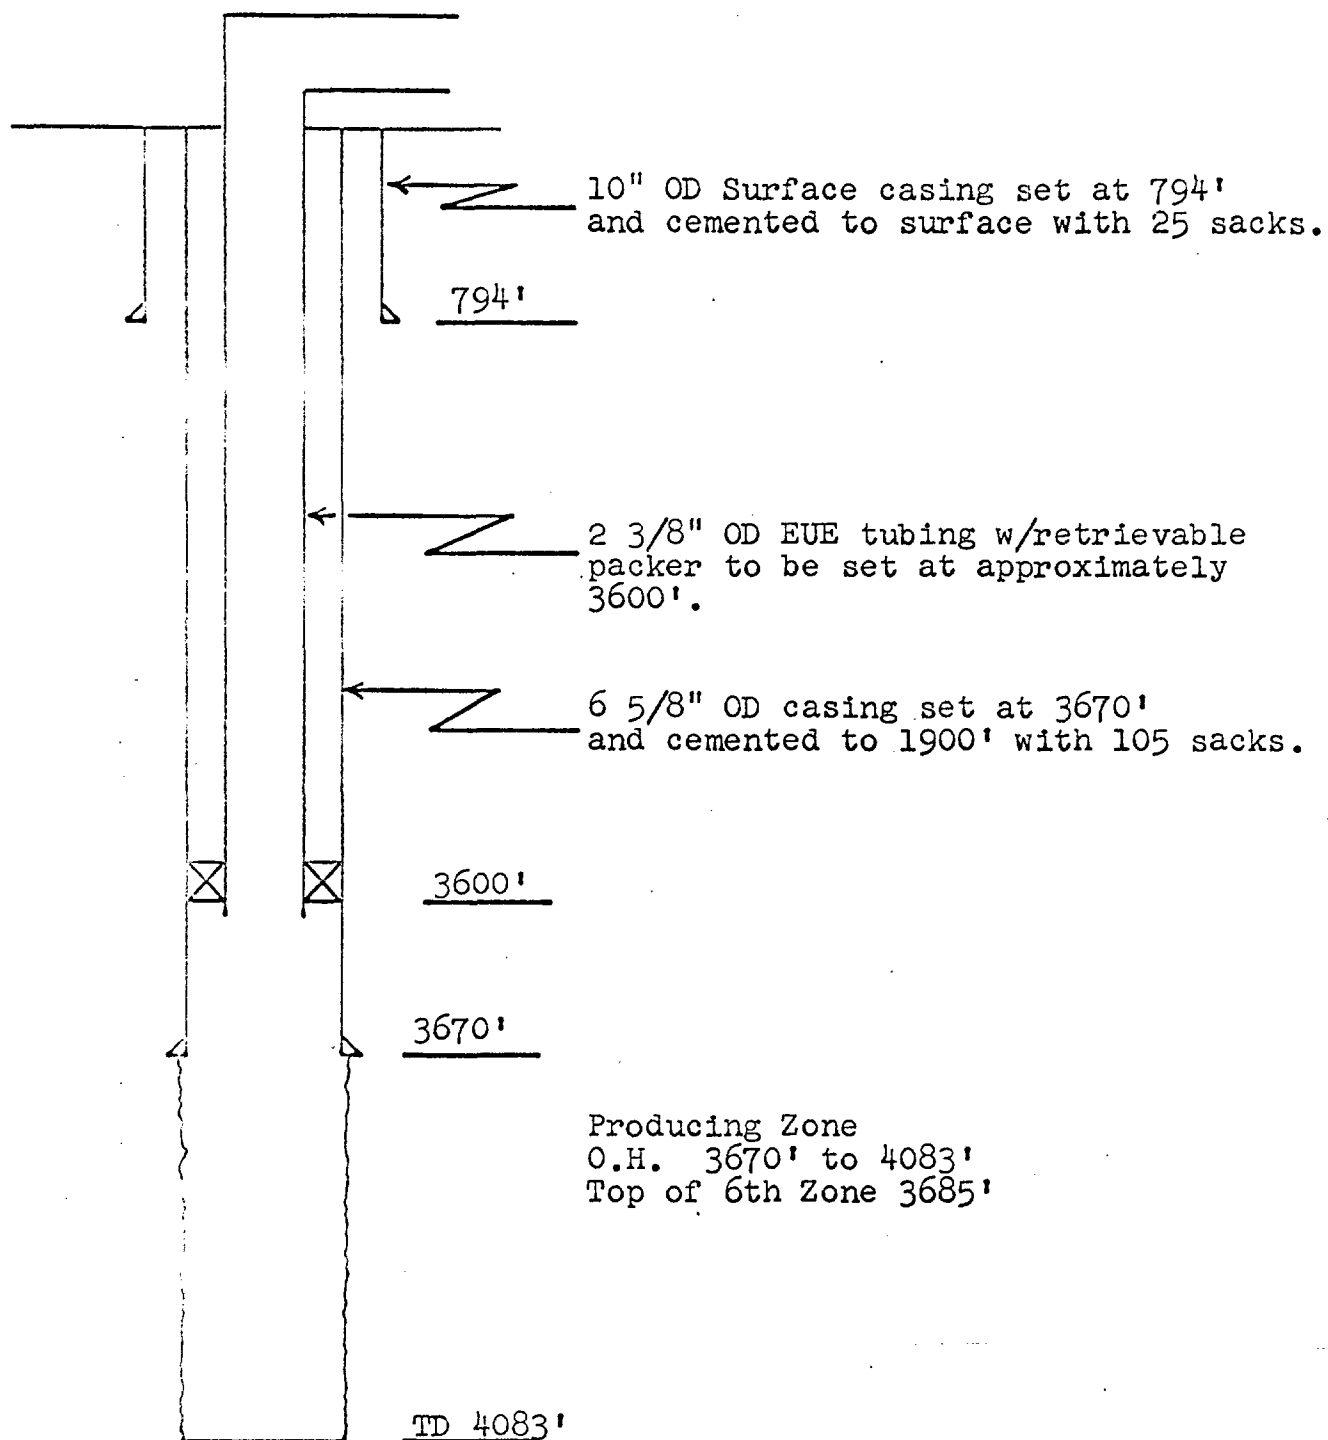 10" OD Surface casing set at 794'
and cemented to surface with 25 sacks.
794'
2 3/8" OD EUE tubing w/retrievable
packer to be set at approximately
3600'.
6 5/8" OD casing set at 3670'
and cemented to 1900' with 105 sacks.
3600'
3670'
Producing Zone
O.H. 3670' to 4083'
Top of 6th Zone 3685'
TD 4083'